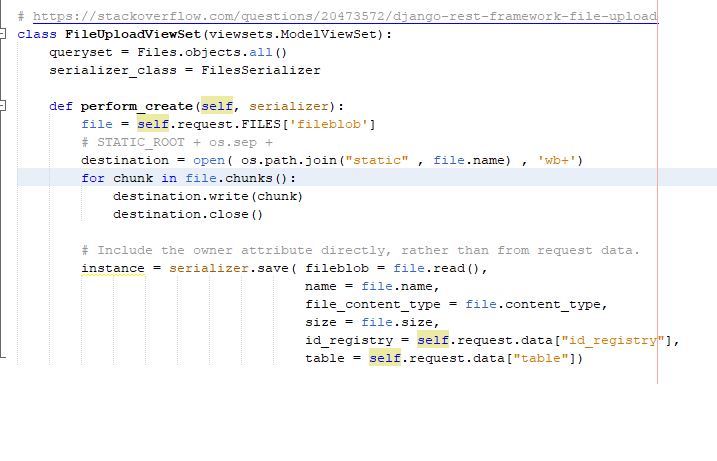 # https://stackoverflow.com/questions/20473572/django-rest-framework-file-upload
class FileUploadViewSet(viewsets.ModelViewSet):
    queryset = Files.objects.all()
    serializer_class = FilesSerializer

    def perform_create(self, serializer):
        file = self.request.FILES['fileblob']
        # STATIC_ROOT + os.sep +
        destination = open( os.path.join("static" , file.name) , 'wb+')
        for chunk in file.chunks():
            destination.write(chunk)
            destination.close()

        # Include the owner attribute directly, rather than from request data.
        instance = serializer.save( fileblob = file.read(),
                                    name = file.name,
                                    file_content_type = file.content_type,
                                    size = file.size,
                                    id_registry = self.request.data["id_registry"],
                                    table = self.request.data["table"])